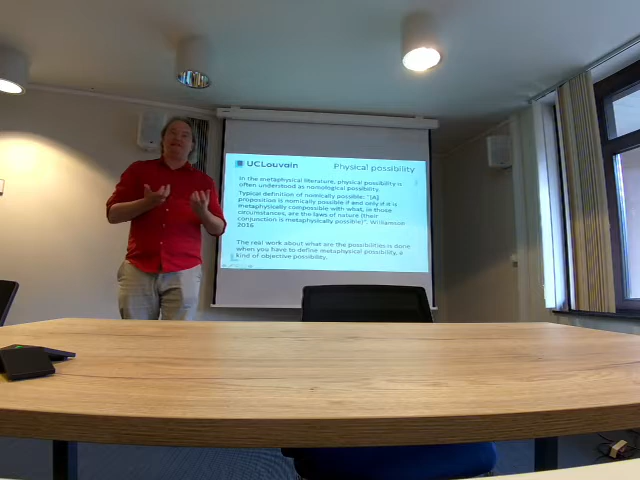 UCLouvain
Physical possibility
In the metaphysical literature, physical possibility is
often understood as nomological possibility.
Typical definition of nomically possible: "[A]
proposition is nomically possible if and only if it is
metaphysically compossible with what, in those
circumstances, are the laws of nature (their
conjunction is metaphysically possible)". Williamson
2016
The real work about what are the possibilities is done
when you have to define metaphysical possibility, a
kind of objective possibility.